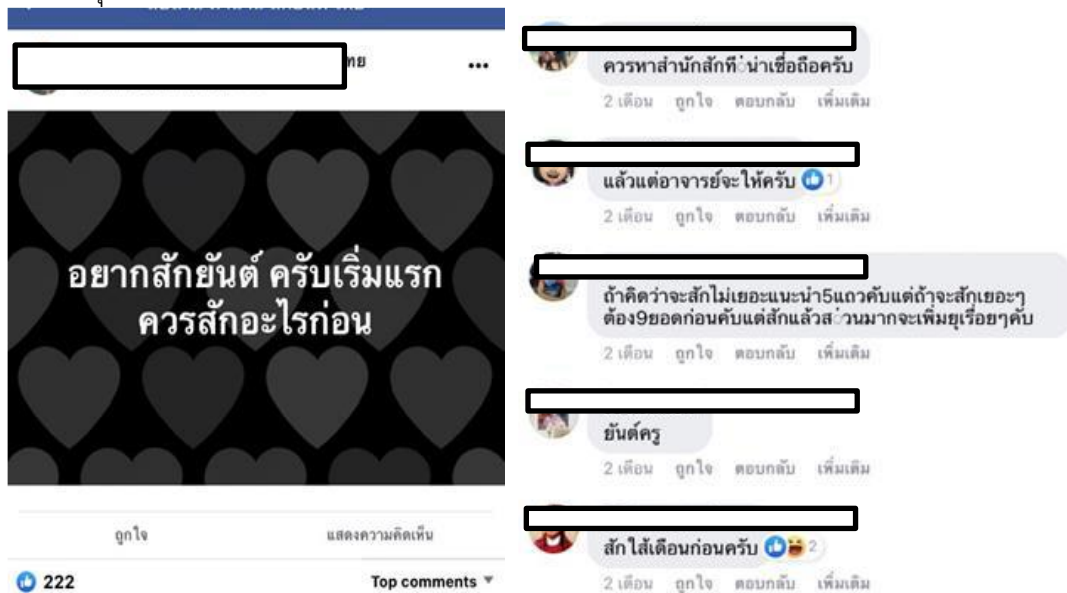 ทย
อยากสักยันต์ ครับเริ่มแรก
ควรสักอะไรก่อน
ถูกใจ
แสดงความคิดเห็น
222
Top comments
ควรหาสำนักสักที่น่าเชื่อถือครับ
2 เดือน ถูกใจ ตอบกลับ เพิ่มเติม
แล้วแต่อาจารย์จะให้ครับ 1
2 เดือน ถูกใจ ตอบกลับ เพิ่มเติม
ถ้าคิดว่าจะสักไม่เยอะแนะนำ5แถวคับแต่ถ้าจะสักเยอะๆ
ต้อง9ยอดก่อนคับแต่สักแล้วส่วนมากจะเพิ่มยุเรื่อยๆคับ
2 เดือน ถูกใจ ตอบกลับ เพิ่มเติม
ยันต์ครู
2 เดือน ถูกใจ ตอบกลับ เพิ่มเติม
สักไส้เดือนก่อนครับ 2
2 เดือน ถูกใจ ตอบกลับ เพิ่มเติม